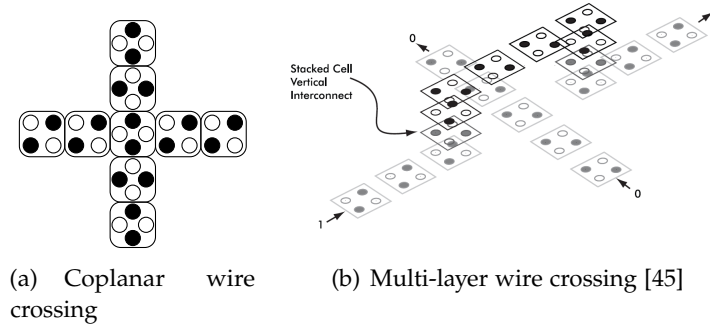 0
Stacked Cell
Vertical
Interconnect
0
1
(a) Coplanar wire
crossing
(b) Multi-layer wire crossing [45]